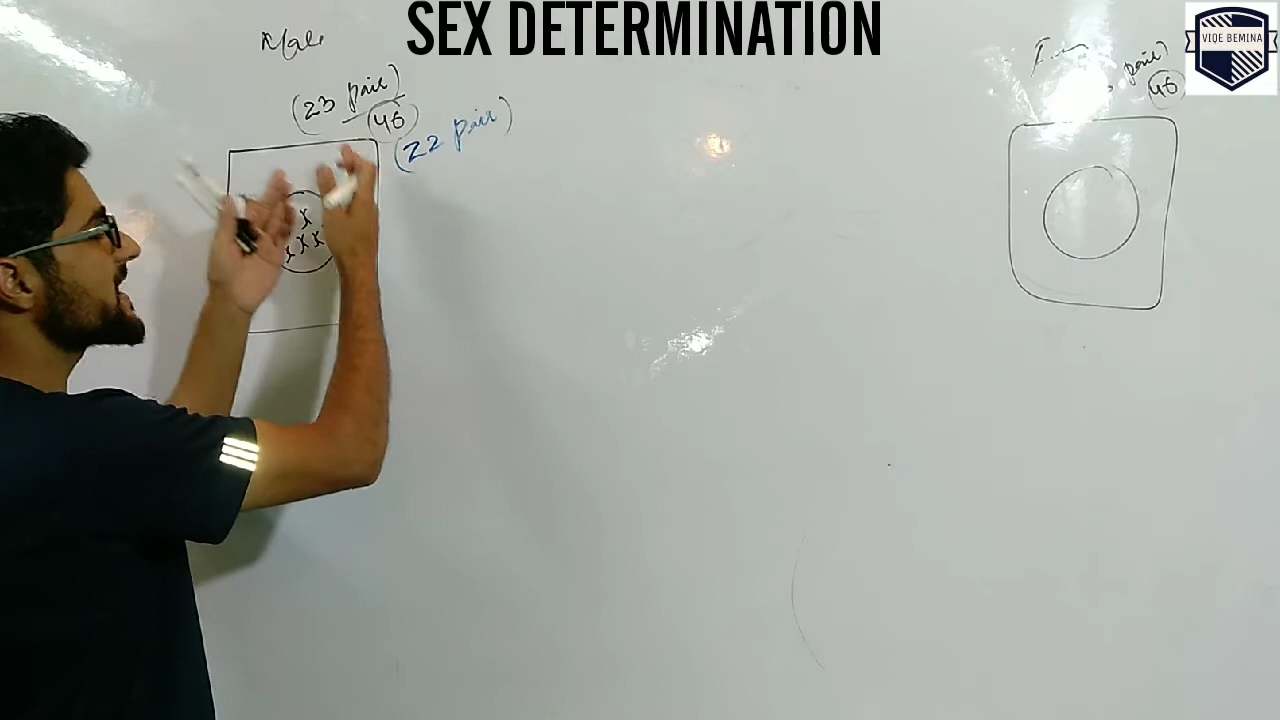 SEX DETERMINATION
VIQE BEMINA
Male
(23 pair)
46
(22 pair)
pair)
46
X
X X X